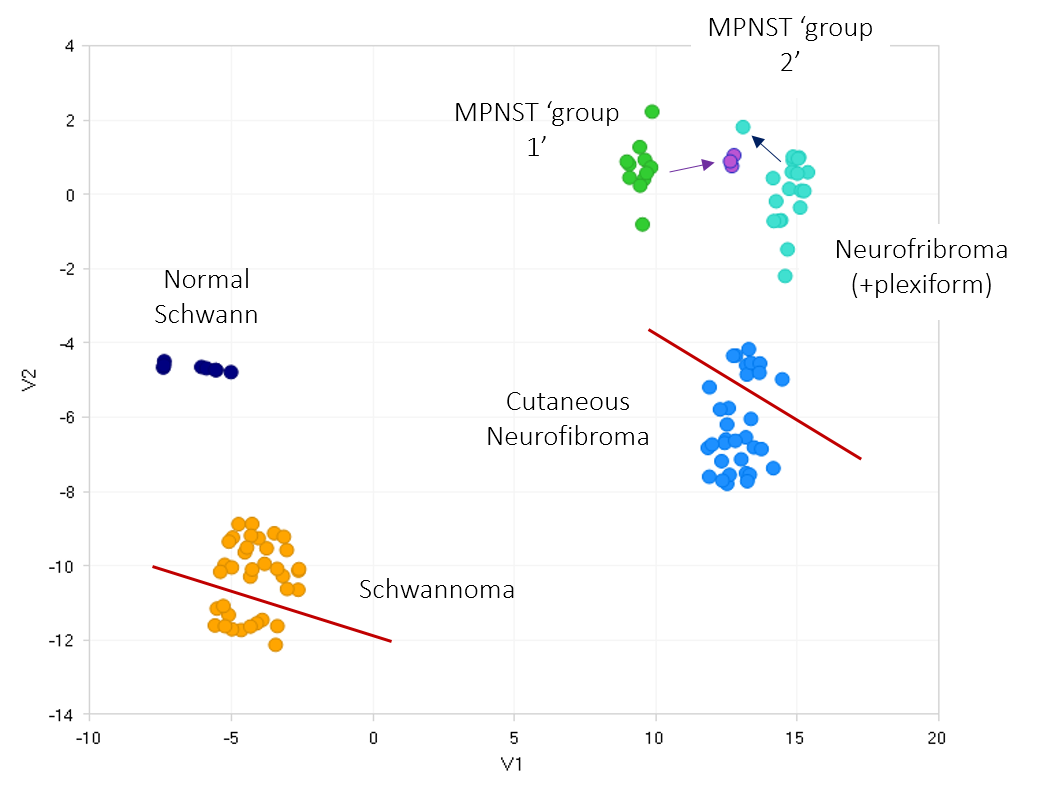 MPNST ‘group
2’
4
MPNST ‘group
1’
2
0
-2
Neurofribroma
(+plexiform)
Normal
Schwann
-4
V2
Cutaneous
Neurofibroma
-6
-8
-10
Schwannoma
-12
-14
-10
-5
0
5
10
15
20
V1